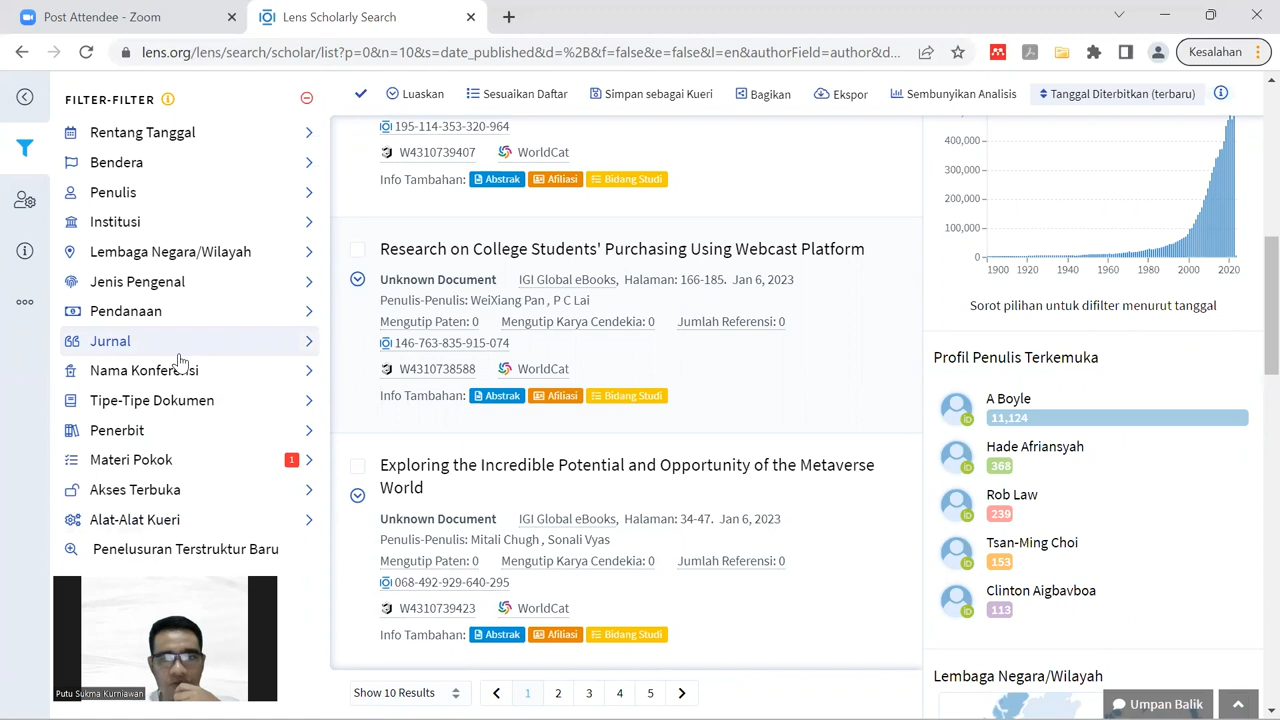 Post Attendee - Zoom
Lens Scholarly Search
lens.org/lens/search/scholar/list?p=0&n=10&s=date_published&d=%2B&f=false&e=false&l=en&authorField=author&d...
Kesalahan
FILTER-FILTER
Rentang Tanggal
Bendera
Penulis
Institusi
Lembaga Negara/Wilayah
Jenis Pengenal
Pendanaan
Jurnal
Nama Konferensi
Tipe-Tipe Dokumen
Penerbit
Materi Pokok 1
Akses Terbuka
Alat-Alat Kueri
Penelusuran Terstruktur Baru
Putu Sukma Kurniawan
Luaskan Sesuaikan Daftar Simpan sebagai Kueri Bagikan Ekspor Sembunyikan Analisis Tanggal Diterbitkan (terbaru)
195-114-353-320-964
W4310739407 WorldCat
Info Tambahan: Abstrak Afiliasi Bidang Studi
Research on College Students' Purchasing Using Webcast Platform
Unknown Document IGI Global eBooks, Halaman: 166-185. Jan 6, 2023
Penulis-Penulis: WeiXiang Pan , P C Lai
Mengutip Paten: 0 Mengutip Karya Cendekia: 0 Jumlah Referensi: 0
146-763-835-915-074
W4310738588 WorldCat
Info Tambahan: Abstrak Afiliasi Bidang Studi
Exploring the Incredible Potential and Opportunity of the Metaverse
World
Unknown Document IGI Global eBooks, Halaman: 34-47. Jan 6, 2023
Penulis-Penulis: Mitali Chugh , Sonali Vyas
Mengutip Paten: 0 Mengutip Karya Cendekia: 0 Jumlah Referensi: 0
068-492-929-640-295
W4310739423 WorldCat
Info Tambahan: Abstrak Afiliasi Bidang Studi
Show 10 Results 1 2 3 4 5
400,000
300,000
200,000
100,000
0
1900 1920 1940 1960 1980 2000 2020
Sorot pilihan untuk difilter menurut tanggal
Profil Penulis Terkemuka
A Boyle
11,124
Hade Afriansyah
368
Rob Law
239
Tsan-Ming Choi
153
Clinton Aigbavboa
113
Lembaga Negara/Wilayah
Umpan Balik